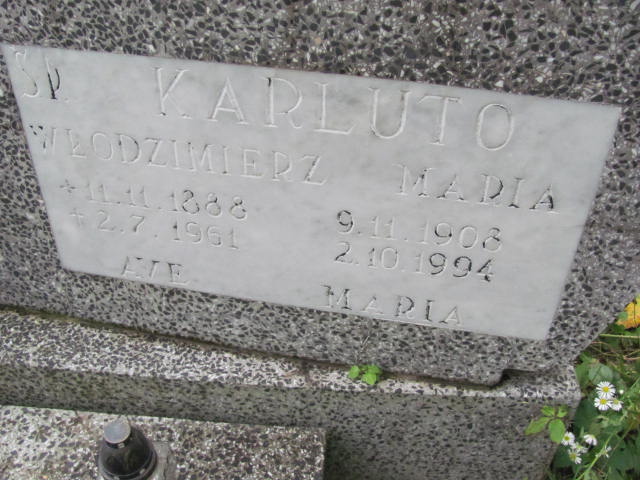 ŚP. KARLUTO
WŁODZIMIERZ MARIA
*11.11.1888 9.11.1908
+2.7.1961 2.10.1994
AVE MARIA